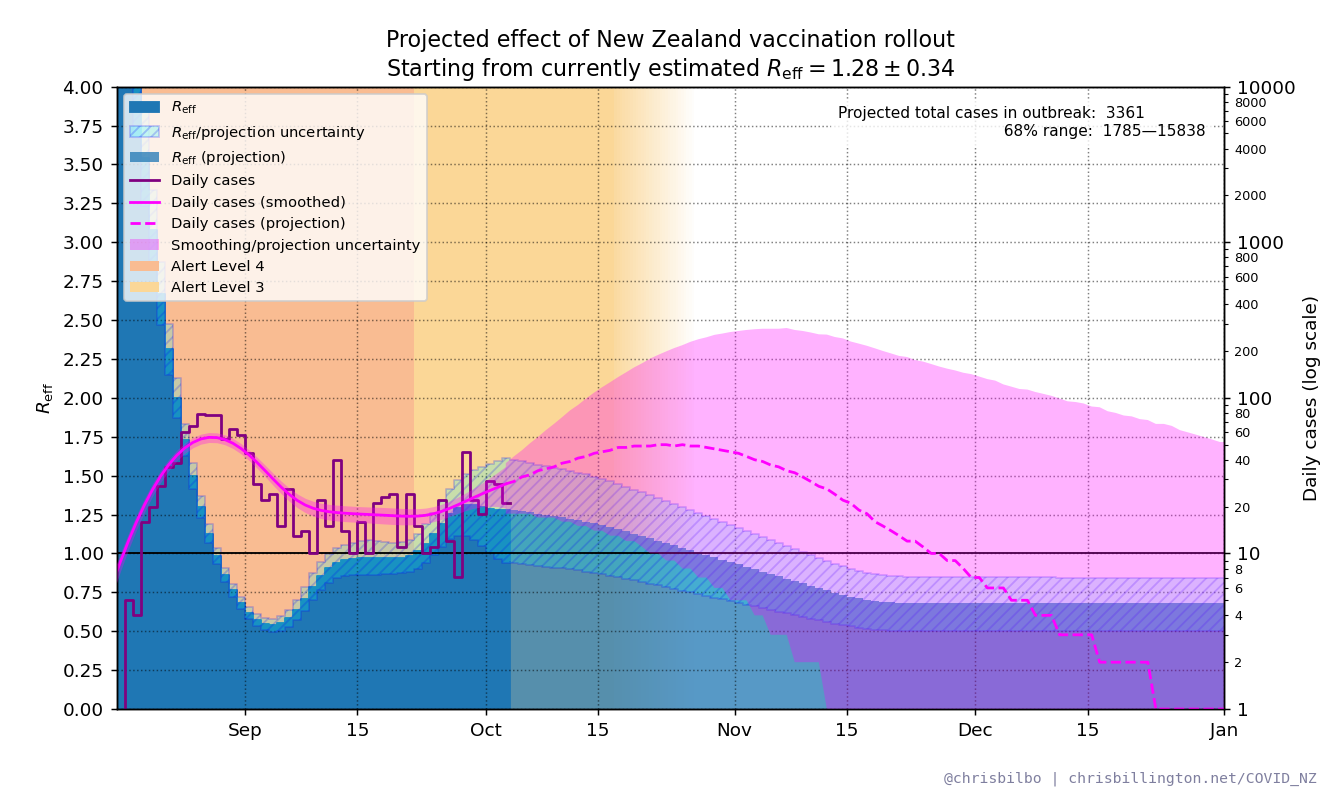 Projected effect of New Zealand vaccination rollout
Starting from currently estimated R_eff = 1.28 ± 0.34
Projected total cases in outbreak: 3361
68% range: 1785—15838
R_eff
R_eff/projection uncertainty
R_eff (projection)
Daily cases
Daily cases (smoothed)
Daily cases (projection)
Smoothing/projection uncertainty
Alert Level 4
Alert Level 3
R_eff
4.00
3.75
3.50
3.25
3.00
2.75
2.50
2.25
2.00
1.75
1.50
1.25
1.00
0.75
0.50
0.25
0.00
10000
8000
6000
4000
2000
1000
800
600
400
200
100
80
60
40
20
10
8
6
4
2
1
Daily cases (log scale)
Sep 15 Oct 15 Nov 15 Dec 15 Jan
@chrisbilbo | chrisbillington.net/COVID_NZ